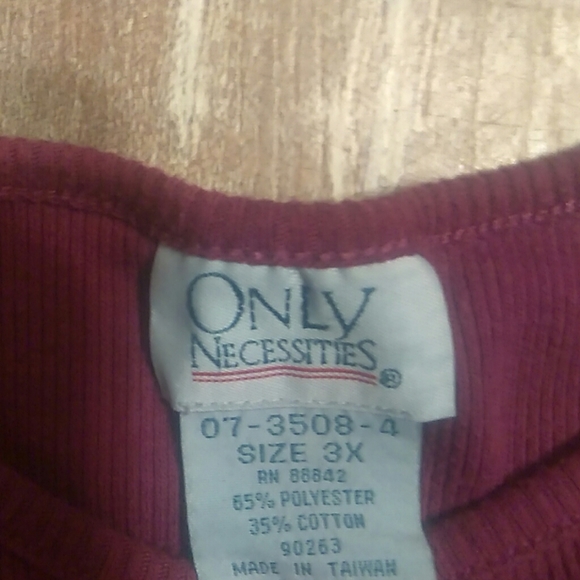 ONLY
NECESSITIES®
07-3508-4
SIZE 3X
RN 88842
65% POLYESTER
35% COTTON
90263
MADE IN TAIWAN